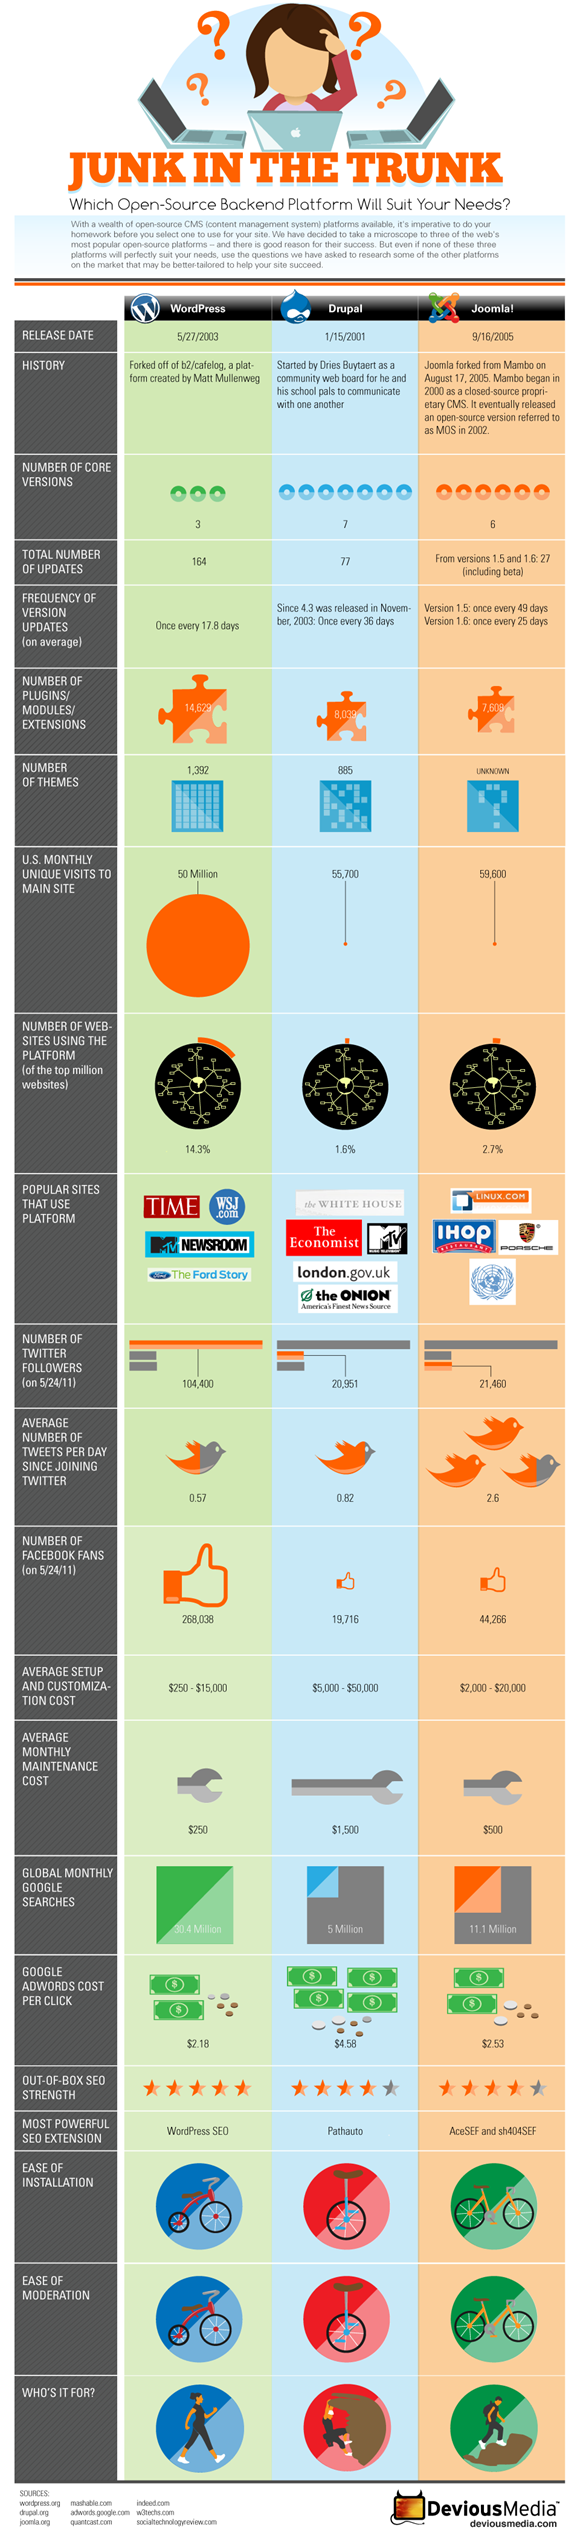 JUNK IN THE TRUNK
Which Open-Source Backend Platform Will Suit Your Needs?
With a wealth of open-source CMS (content management system) platforms available, it's imperative to do your
homework before you select one to use for your site. We have decided to take a microscope to three of the web's
most popular open-source platforms – and there is good reason for their success. But even if none of these three
platforms will perfectly suit your needs, use the questions we have asked to research some of the other platforms
on the market that may be better-tailored to help your site succeed.
WordPress
Drupal
Joomla!
RELEASE DATE
5/27/2003
1/15/2001
9/16/2005
HISTORY
Forked off of b2/cafelog, a plat-
form created by Matt Mullenweg
Started by Dries Buytaert as a
community web board for he and
his school pals to communicate
with one another
Joomla forked from Mambo on
August 17, 2005. Mambo began in
2000 as a closed-source propri-
etary CMS. It eventually released
an open-source version referred to
as MOS in 2002.
NUMBER OF CORE
VERSIONS
3
7
6
TOTAL NUMBER
OF UPDATES
164
77
From versions 1.5 and 1.6: 27
(including beta)
FREQUENCY OF
VERSION
UPDATES
(on average)
Once every 17.8 days
Since 4.3 was released in Novem-
ber, 2003: Once every 36 days
Version 1.5: once every 49 days
Version 1.6: once every 25 days
NUMBER OF
PLUGINS/
MODULES/
EXTENSIONS
14,629
8,039
7,608
NUMBER
OF THEMES
1,392
885
UNKNOWN
U.S. MONTHLY
UNIQUE VISITS TO
MAIN SITE
50 Million
55,700
59,600
NUMBER OF WEB-
SITES USING THE
PLATFORM
(of the top million
websites)
14.3%
1.6%
2.7%
POPULAR SITES
THAT USE
PLATFORM
TIME
WSJ
.com
MTV NEWSROOM
Ford The Ford Story
the WHITE HOUSE
The
Economist
MTV
MUSIC TELEVISION
london.gov.uk
the ONION
America's Finest News Source
LINUX.COM
IHOP
RESTAURANT
PORSCHE
NUMBER OF
TWITTER
FOLLOWERS
(on 5/24/11)
104,400
20,951
21,460
AVERAGE
NUMBER OF
TWEETS PER DAY
SINCE JOINING
TWITTER
0.57
0.82
2.6
NUMBER OF
FACEBOOK FANS
(on 5/24/11)
268,038
19,716
44,266
AVERAGE SETUP
AND CUSTOMIZA-
TION COST
$250 - $15,000
$5,000 - $50,000
$2,000 - $20,000
AVERAGE
MONTHLY
MAINTENANCE
COST
$250
$1,500
$500
GLOBAL MONTHLY
GOOGLE
SEARCHES
30.4 Million
5 Million
11.1 Million
GOOGLE
ADWORDS COST
PER CLICK
$2.18
$4.58
$2.53
OUT-OF-BOX SEO
STRENGTH
MOST POWERFUL
SEO EXTENSION
WordPress SEO
Pathauto
AceSEF and sh404SEF
EASE OF
INSTALLATION
EASE OF
MODERATION
WHO'S IT FOR?
SOURCES:
wordpress.org mashable.com indeed.com
drupal.org adwords.google.com w3techs.com
joomla.org quantcast.com socialtechnologyreview.com
DeviousMedia
deviousmedia.com